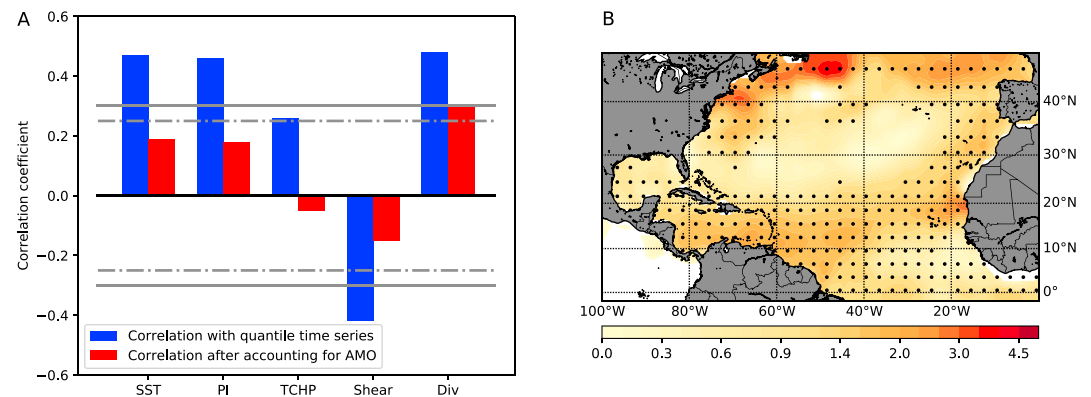 A
0.6
0.4
0.2
0.0
−0.2
−0.4
−0.6
Correlation coefficient
Correlation with quantile time series
Correlation after accounting for AMO
SST PI TCHP Shear Div
B
40°N
30°N
20°N
10°N
0°
100°W 80°W 60°W 40°W 20°W
0.0 0.3 0.6 0.9 1.4 2.0 3.0 4.5